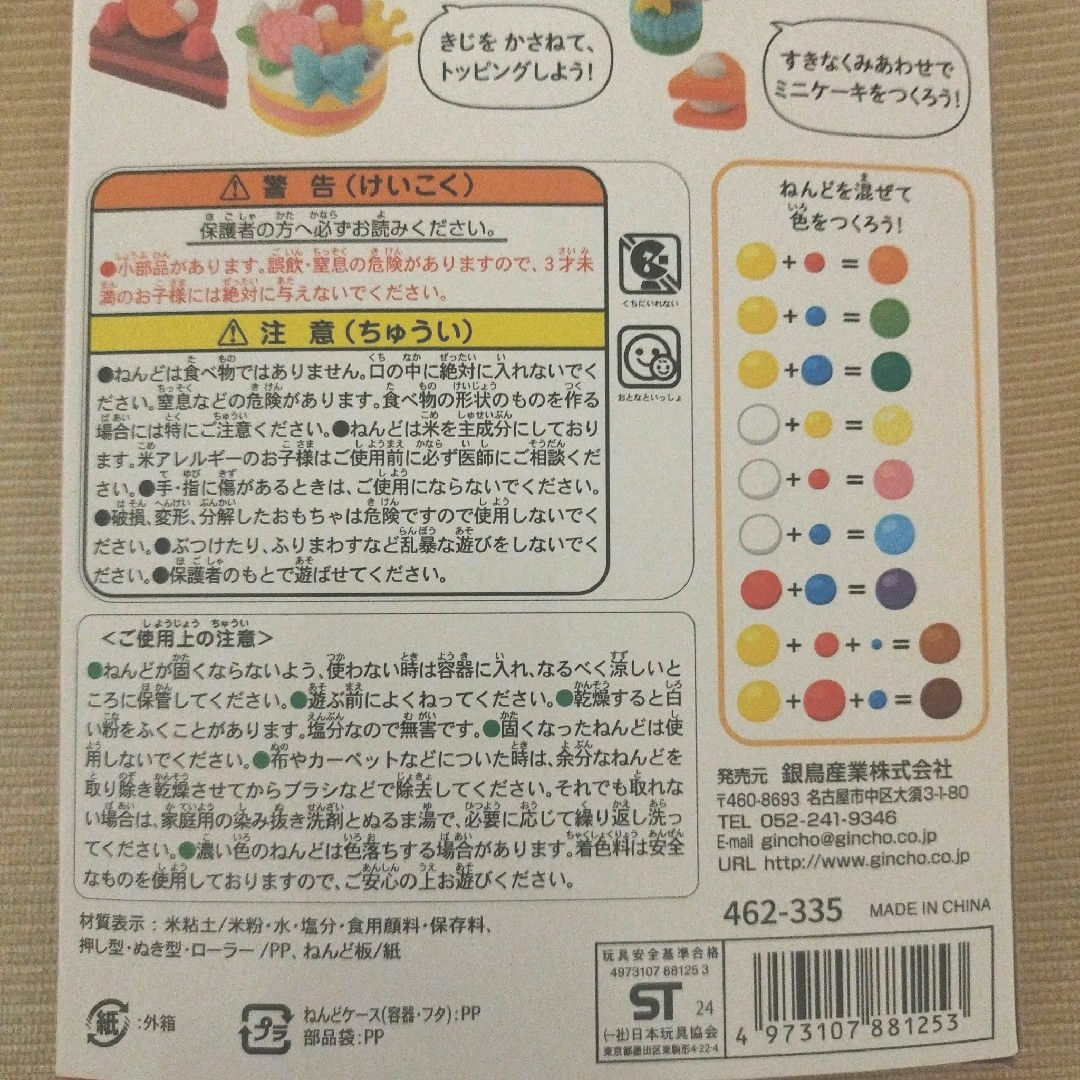 きじを かさねて、
トッピングしよう!
すきなくみあわせで
ミニケーキをつくろう!
⚠ 警 告(けいこく)
保護者の方へ必ずお読みください。
●小部品があります。誤飲・窒息の危険がありますので、3才未
満のお子様には絶対に与えないでください。
⚠ 注 意(ちゅうい)
●ねんどは食べ物ではありません。口の中に絶対に入れないでく
ださい。窒息などの危険があります。食べ物の形状のものを作る
場合には特にご注意ください。●ねんどは米を主成分にしており
ます。米アレルギーのお子様はご使用前に必ず医師にご相談くだ
さい。●手・指に傷があるときは、ご使用にならないでください。
●破損、変形、分解したおもちゃは危険ですので使用しないでく
ださい。●ぶつけたり、ふりまわすなど乱暴な遊びをしないでく
ださい。●保護者のもとで遊ばせてください。
くちにいれない
おとなといっしょ
<ご使用上の注意>
●ねんどが固くならないよう、使わない時は容器に入れ、なるべく涼しいと
ころに保管してください。●遊ぶ前によくねってください。●乾燥すると白
い粉をふくことがあります。塩分なので無害です。●固くなったねんどは使
用しないでください。●布やカーペットなどについた時は、余分なねんどを
取り除き乾燥させてからブラシなどで除去してください。それでも取れな
い場合は、家庭用の染み抜き洗剤とぬるま湯で、必要に応じて繰り返し洗っ
てください。●濃い色のねんどは色落ちする場合があります。着色料は安全
なものを使用しておりますので、ご安心の上お遊びください。
材質表示 : 米粘土/米粉・水・塩分・食用顔料・保存料、
押し型・ぬき型・ローラー/PP、ねんど板/紙
紙 :外箱
プラ
ねんどケース(容器・フタ):PP
部品袋:PP
ねんどを混ぜて
色をつくろう!
+ =
+ =
+ =
+ =
+ =
+ =
+ =
+ + =
+ + =
発売元 銀鳥産業株式会社
〒460-8693 名古屋市中区大須3-1-80
TEL 052-241-9346
E-mail gincho@gincho.co.jp
URL http://www.gincho.co.jp
462-335 MADE IN CHINA
玩具安全基準合格
4973107 88125 3
ST 24
(一社)日本玩具協会
東京都墨田区東駒形4-22-4
4 973107 881253